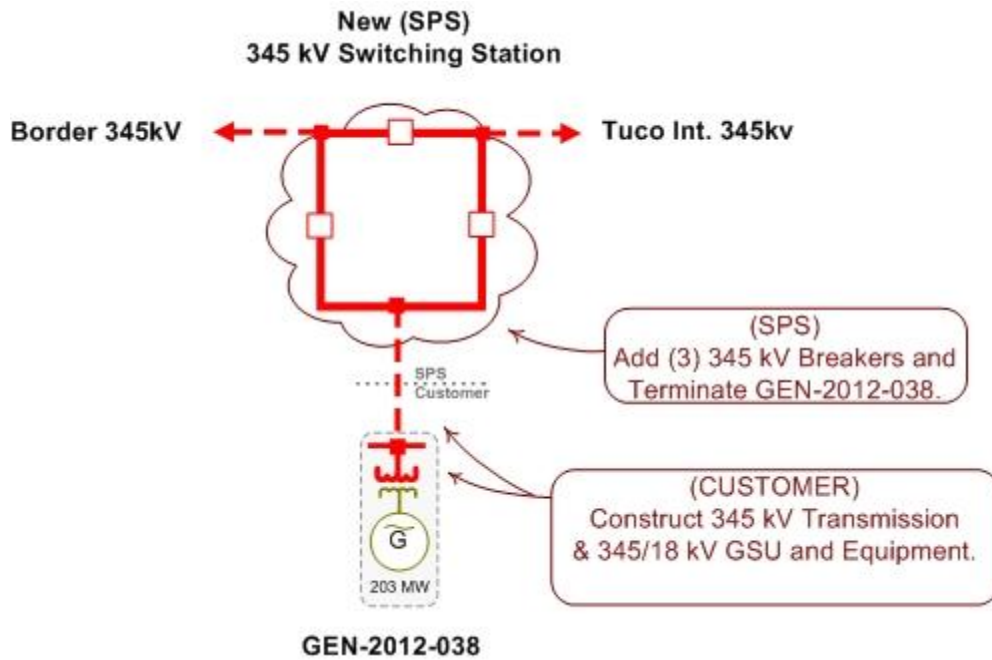 New (SPS)
345 kV Switching Station
Border 345kV
Tuco Int. 345kv
(SPS)
Add (3) 345 kV Breakers and
Terminate GEN-2012-038.
SPS
Customer
(CUSTOMER)
Construct 345 kV Transmission
& 345/18 kV GSU and Equipment.
G
203 MW
GEN-2012-038